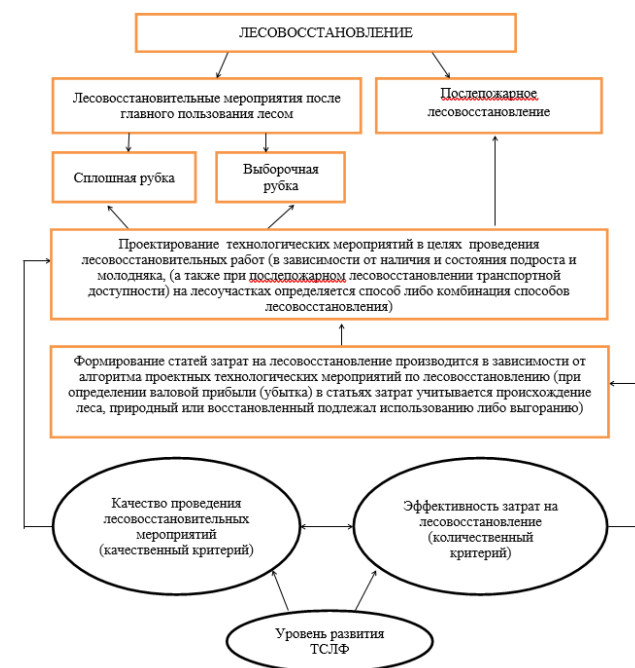 ЛЕСОВОССТАНОВЛЕНИЕ
Лесовосстановительные мероприятия после
главного пользования лесом
Послепожарное
лесовосстановление
Сплошная рубка
Выборочная
рубка
Проектирование технологических мероприятий в целях проведения
лесовосстановительных работ (в зависимости от наличия и состояния подроста и
молодняка, (а также при послепожарном лесовосстановлении транспортной
доступности) на лесоучастках определяется способ либо комбинация способов
лесовосстановления)
Формирование статей затрат на лесовосстановление производится в зависимости от
алгоритма проектных технологических мероприятий по лесовосстановлению (при
определении валовой прибыли (убытка) в статьях затрат учитывается происхождение
леса, природный или восстановленный подлежал использованию либо выгоранию)
Качество проведения
лесовосстановительных
мероприятий
(качественный критерий)
Эффективность затрат на
лесовосстановление
(количественный
критерий)
Уровень развития
ТСЛФ